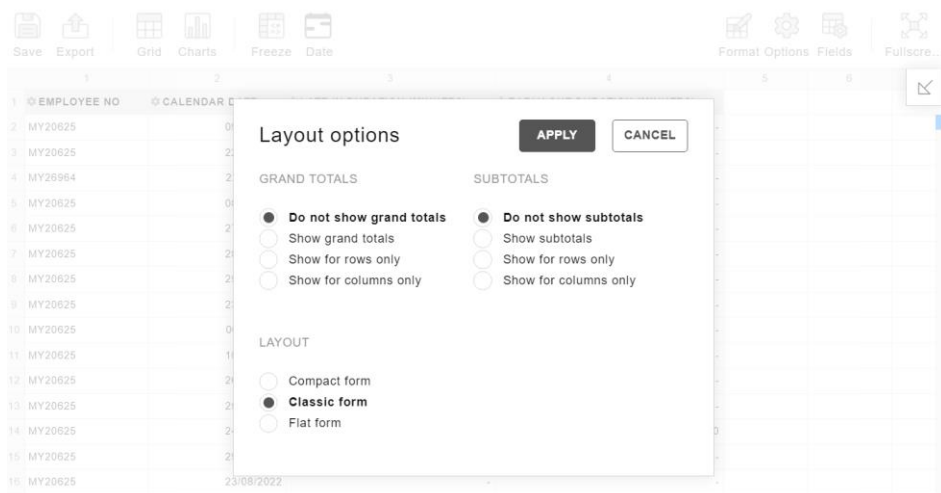 Save Export Grid Charts Freeze Date Format Options Fields Fullscre...
1 2 3 4 5 6
1 EMPLOYEE NO CALENDAR
2 MY20625
3 MY20625
4 MY26964
5 MY20625
6 MY20625
7 MY20625
8 MY20625
9 MY20625
10 MY20625
11 MY20625
12 MY20625
13 MY20625
14 MY20625
15 MY20625
16 MY20625 23/08/2022 -
Layout options APPLY CANCEL
GRAND TOTALS SUBTOTALS
Do not show grand totals Do not show subtotals
Show grand totals Show subtotals
Show for rows only Show for rows only
Show for columns only Show for columns only
LAYOUT
Compact form
Classic form
Flat form